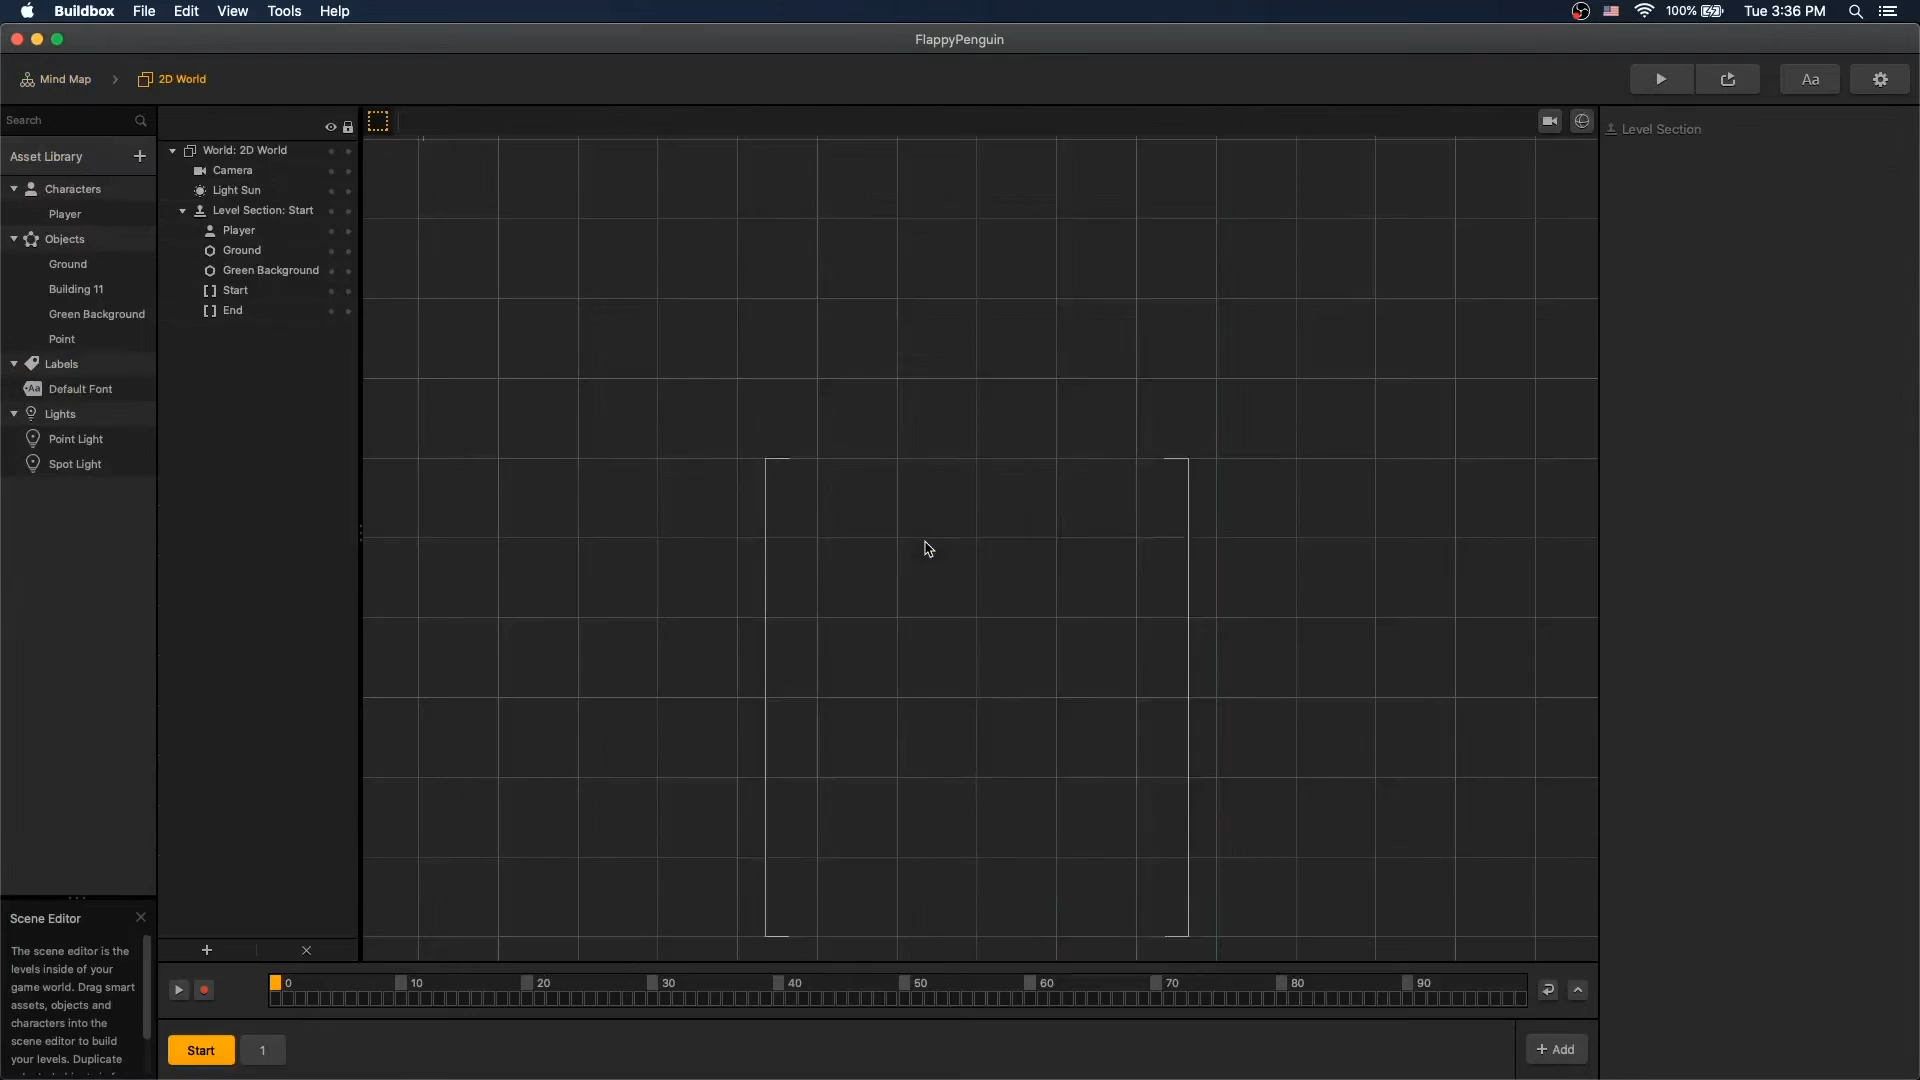 Buildbox File Edit View Tools Help
100% Tue 3:36 PM
FlappyPenguin
Mind Map 2D World
Aa
Search
Asset Library +
Characters
Player
Objects
Ground
Building 11
Green Background
Point
Labels
Aa Default Font
Lights
Point Light
Spot Light
World: 2D World
Camera
Light Sun
Level Section: Start
Player
Ground
Green Background
[ ] Start
[ ] End
Level Section
Scene Editor
The scene editor is the
levels inside of your
game world. Drag smart
assets, objects and
characters into the
scene editor to build
your levels. Duplicate
0 10 20 30 40 50 60 70 80 90
Start 1
+ Add